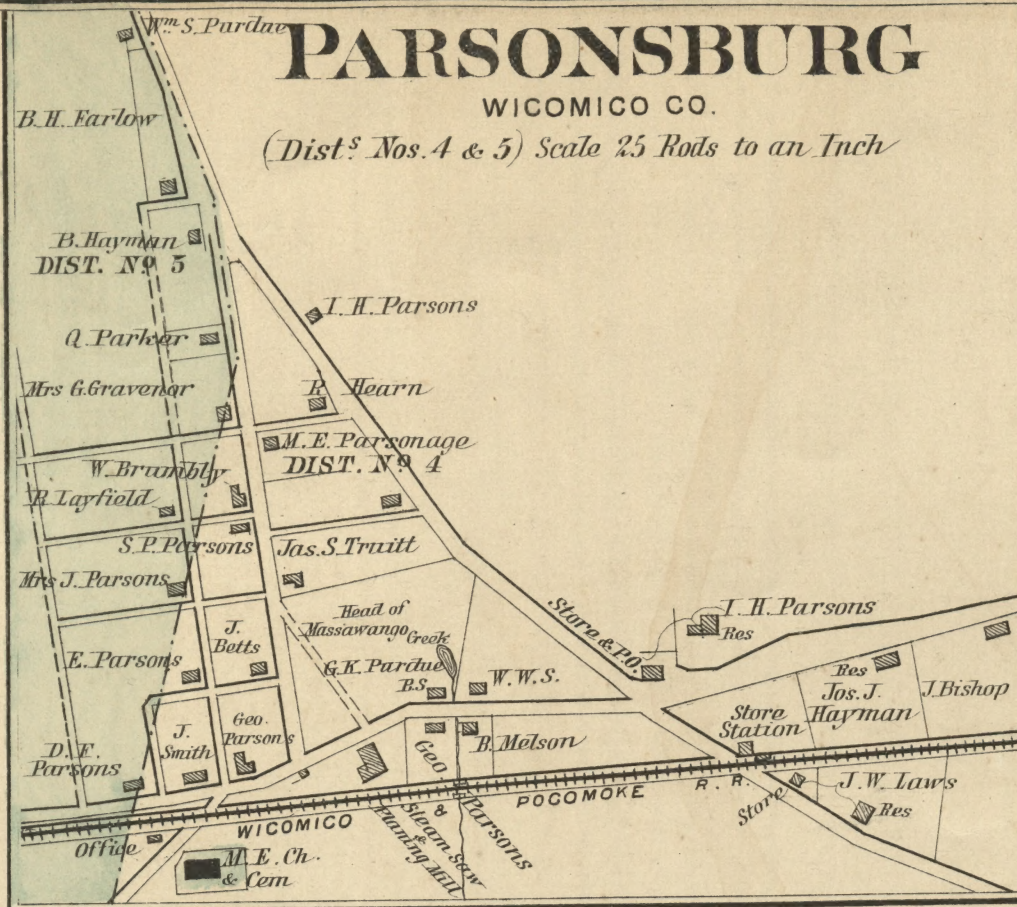 PARSONSBURG
WICOMICO CO.
(Dists Nos. 4 & 5) Scale 25 Rods to an Inch
Wm S. Purdue
B. H. Farlow
B. Hayman
DIST. No 5
I. H. Parsons
Q. Parker
Mrs G. Gravenor
R Hearn
M. E. Parsonage
DIST. No 4
W. Brumbly
R. Layfield
S. P. Parsons
Jas. S. Truitt
Mrs J. Parsons
Head of
Massawango
Creek
Store & P.O.
I. H. Parsons
Res
J.
Betts
E. Parsons
G. K. Purdue
B.S
W. W. S.
Res
Jos. J.
Hayman
J. Bishop
J.
Smith
Geo.
Parsons
Store
Station
D. F.
Parsons
B. Melson
Geo. Parsons
&
Steam Saw
&
Planing Mill
WICOMICO
POCOMOKE
R. R.
Store
J. W. Laws
Res
Office
M. E. Ch.
& Cem